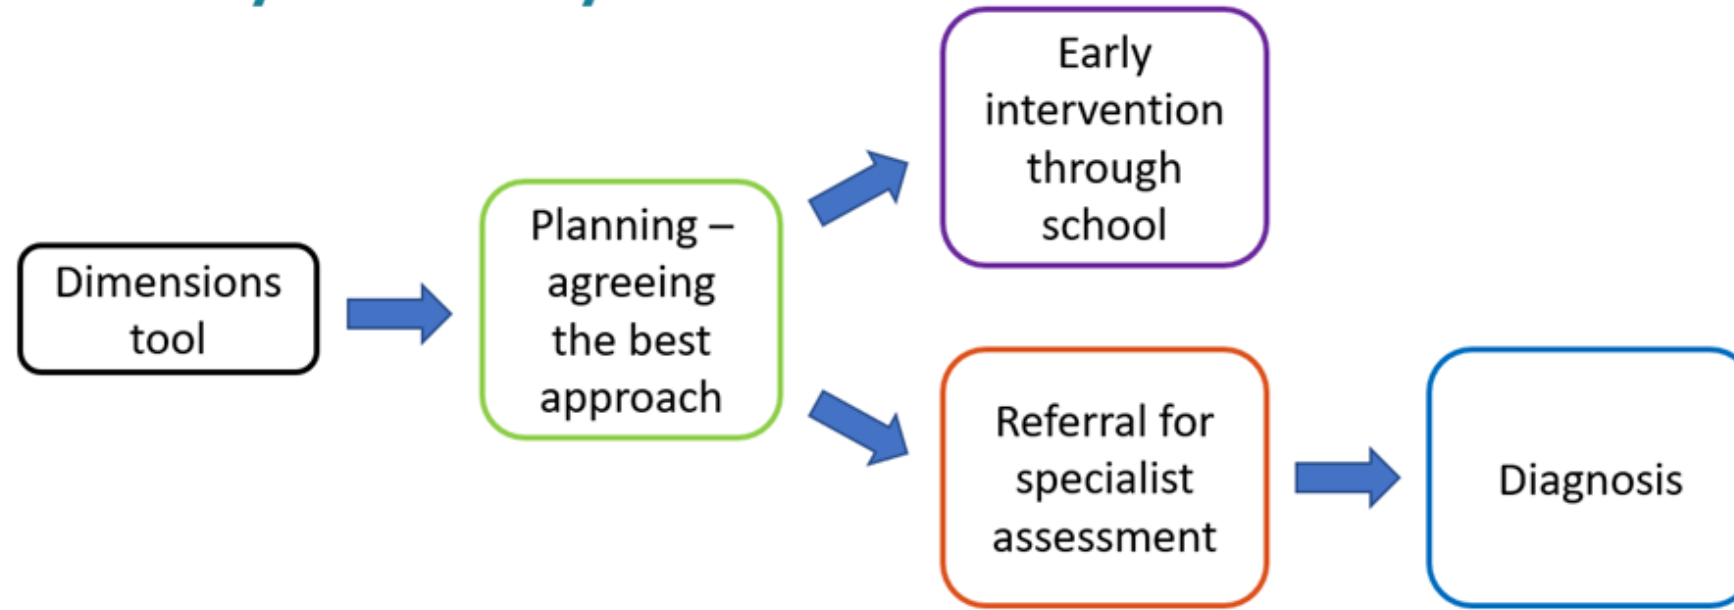 Dimensions
tool
Planning –
agreeing
the best
approach
Early
intervention
through
school
Referral for
specialist
assessment
Diagnosis